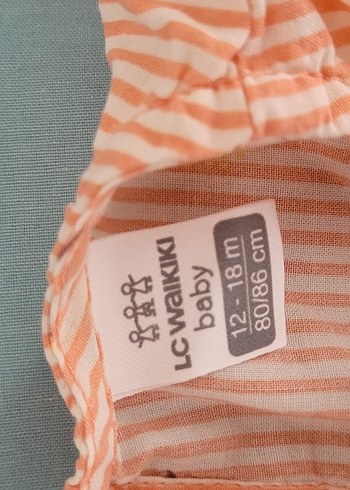 LC WAIKIKI
baby
12 - 18 m
80/86 cm